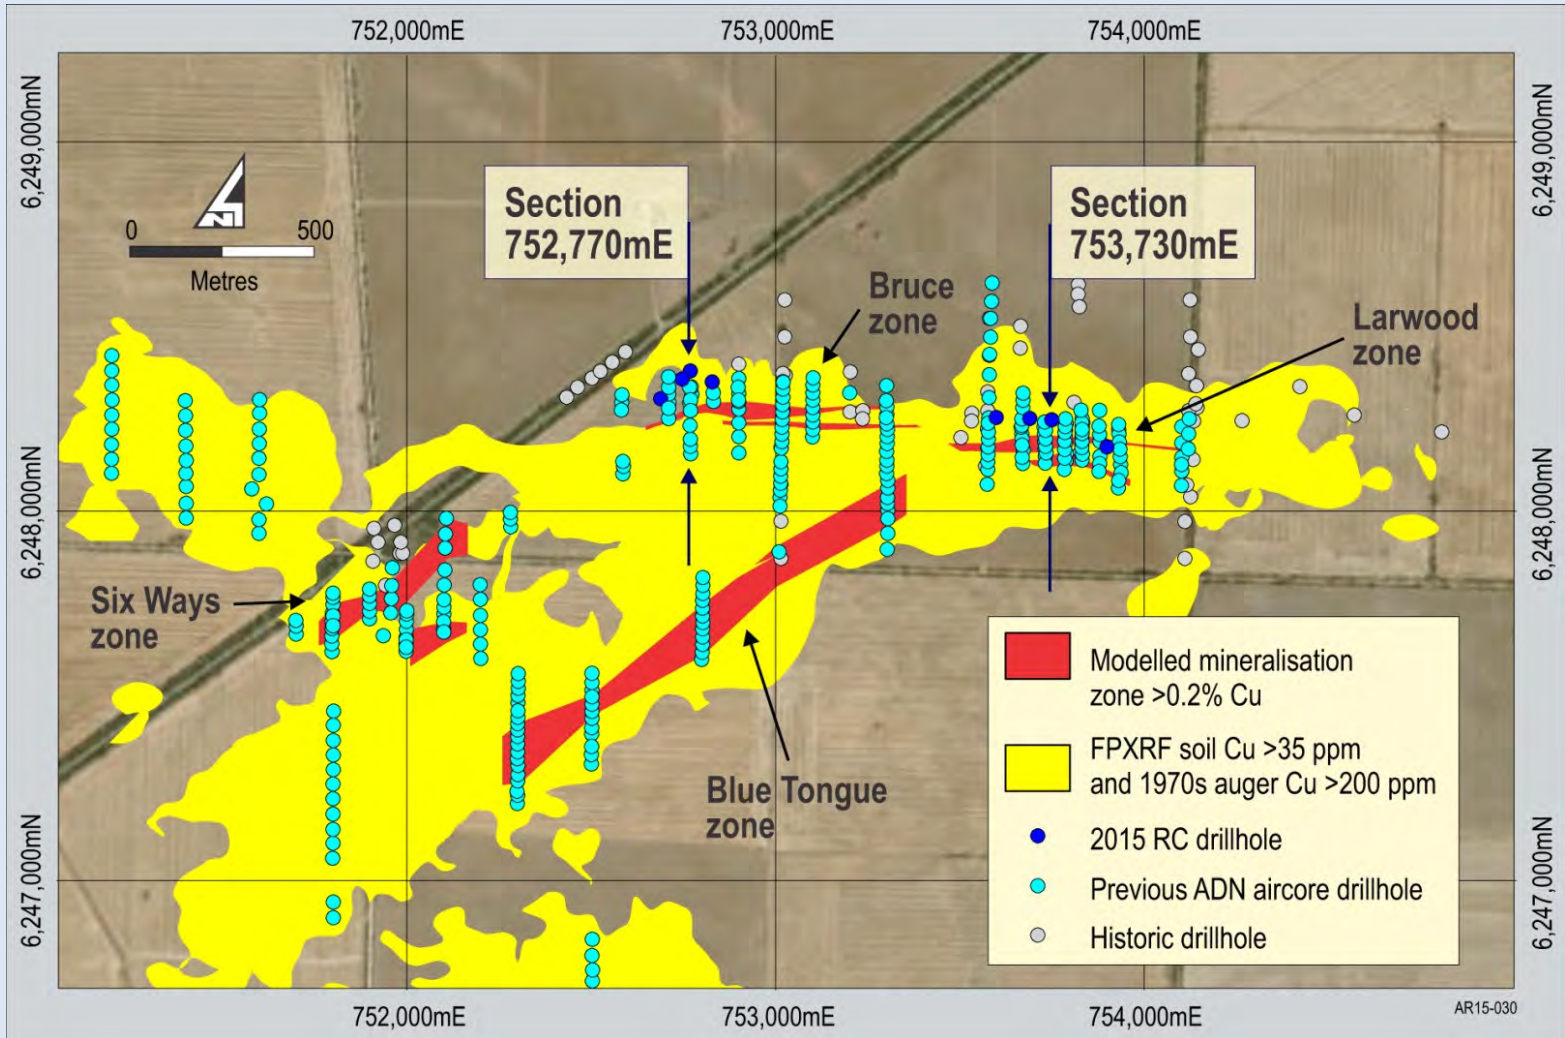 752,000mE
753,000mE
754,000mE
6,249,000mN
6,249,000mN
N
0
500
Metres
Section
752,770mE
Section
753,730mE
Bruce
zone
Larwood
zone
6,248,000mN
6,248,000mN
Six Ways
zone
Blue Tongue
zone
Modelled mineralisation
zone >0.2% Cu
FPXRF soil Cu >35 ppm
and 1970s auger Cu >200 ppm
2015 RC drillhole
Previous ADN aircore drillhole
Historic drillhole
6,247,000mN
6,247,000mN
752,000mE
753,000mE
754,000mE
AR15-030